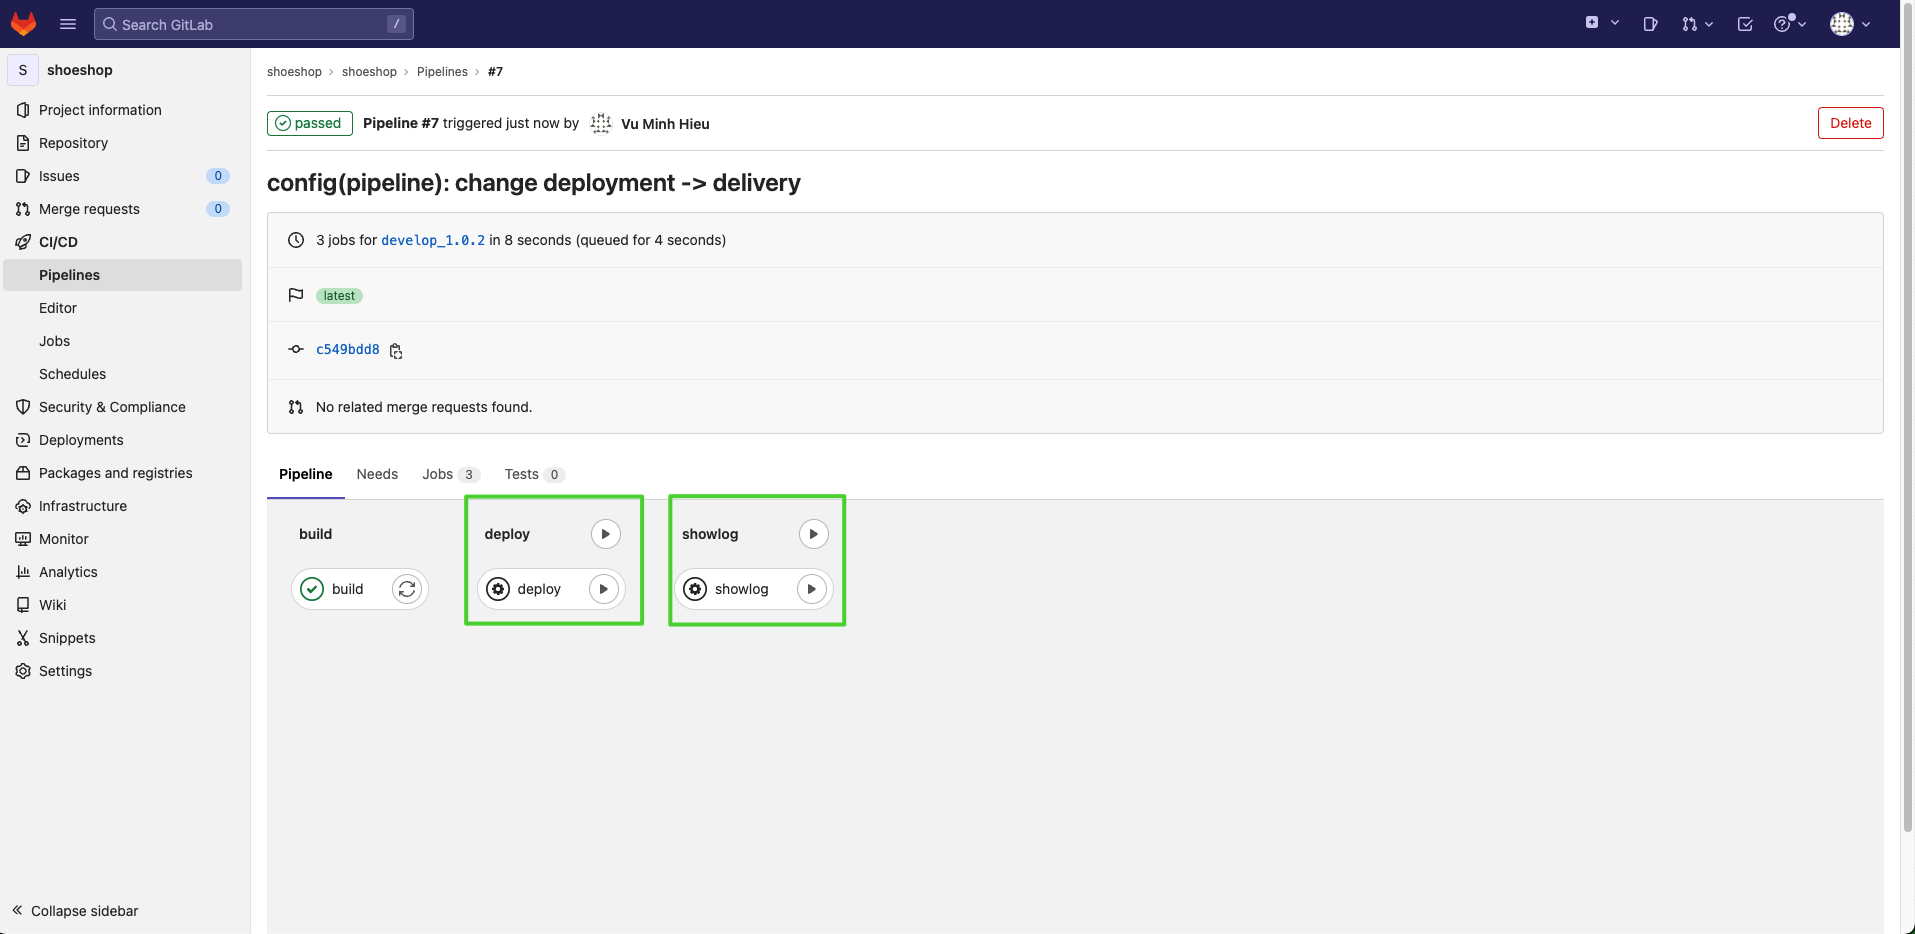 Search GitLab /
S shoeshop
Project information
Repository
Issues 0
Merge requests 0
CI/CD
Pipelines
Editor
Jobs
Schedules
Security & Compliance
Deployments
Packages and registries
Infrastructure
Monitor
Analytics
Wiki
Snippets
Settings
Collapse sidebar
shoeshop › shoeshop › Pipelines › #7
passed Pipeline #7 triggered just now by Vu Minh Hieu Delete
config(pipeline): change deployment -> delivery
3 jobs for develop_1.0.2 in 8 seconds (queued for 4 seconds)
latest
c549bdd8
No related merge requests found.
Pipeline Needs Jobs 3 Tests 0
build deploy showlog
build deploy showlog